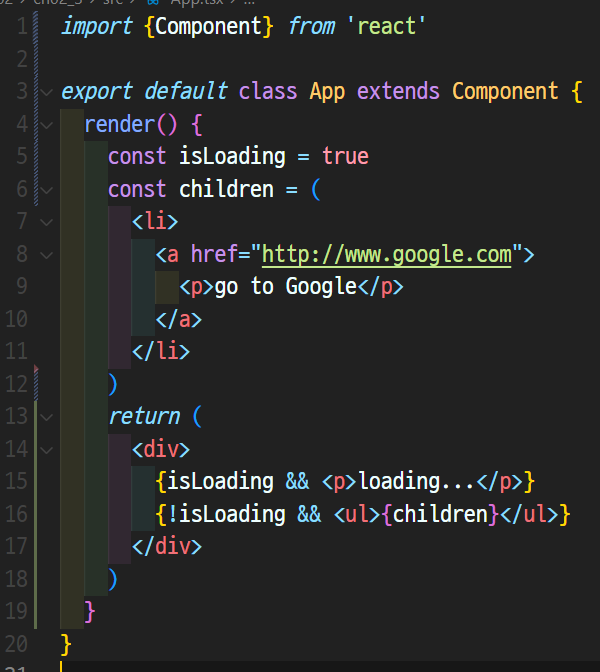 App.tsx > ...
1 import {Component} from 'react'
2
3 export default class App extends Component {
4   render() {
5     const isLoading = true
6     const children = (
7       <li>
8         <a href="http://www.google.com">
9           <p>go to Google</p>
10         </a>
11       </li>
12     )
13     return (
14       <div>
15         {isLoading && <p>loading...</p>}
16         {!isLoading && <ul>{children}</ul>}
17       </div>
18     )
19   }
20 }
21